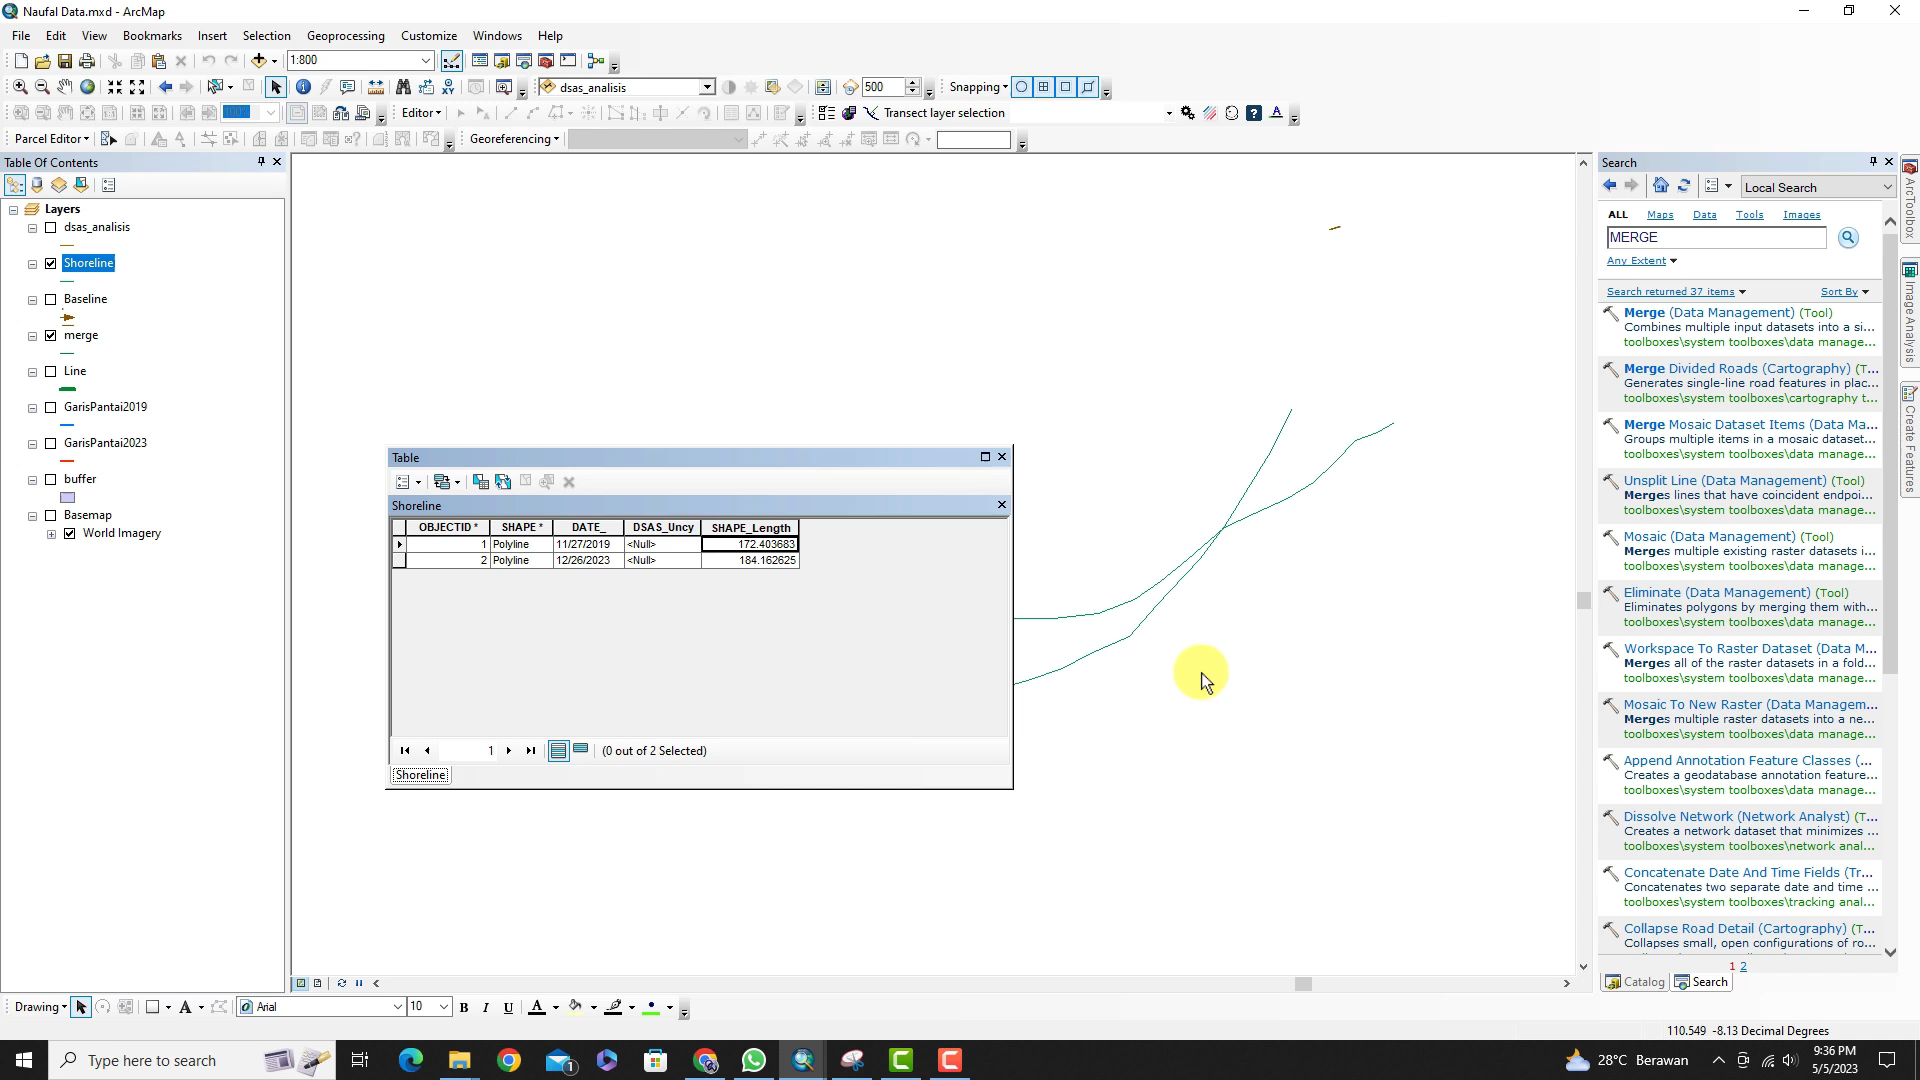 Naufal Data.mxd - ArcMap
File Edit View Bookmarks Insert Selection Geoprocessing Customize Windows Help
1:800
dsas_analisis 500 Snapping
Editor Transect layer selection
Parcel Editor Georeferencing
Table Of Contents
Layers
dsas_analisis
Shoreline
Baseline
merge
Line
GarisPantai2019
GarisPantai2023
buffer
Basemap
World Imagery
Table
Shoreline
OBJECTID * SHAPE * DATE_ DSAS_Uncy SHAPE_Length
1 Polyline 11/27/2019 <Null> 172.403683
2 Polyline 12/26/2023 <Null> 184.162625
1 (0 out of 2 Selected)
Shoreline
Search
Local Search
ALL Maps Data Tools Images
MERGE
Any Extent
Search returned 37 items Sort By
Merge (Data Management) (Tool)
Combines multiple input datasets into a si...
toolboxes\system toolboxes\data manage...
Merge Divided Roads (Cartography) (T...
Generates single-line road features in plac...
toolboxes\system toolboxes\cartography t...
Merge Mosaic Dataset Items (Data Ma...
Groups multiple items in a mosaic dataset...
toolboxes\system toolboxes\data manage...
Unsplit Line (Data Management) (Tool)
Merges lines that have coincident endpoi...
toolboxes\system toolboxes\data manage...
Mosaic (Data Management) (Tool)
Merges multiple existing raster datasets i...
toolboxes\system toolboxes\data manage...
Eliminate (Data Management) (Tool)
Eliminates polygons by merging them with...
toolboxes\system toolboxes\data manage...
Workspace To Raster Dataset (Data M...
Merges all of the raster datasets in a fold...
toolboxes\system toolboxes\data manage...
Mosaic To New Raster (Data Managem...
Merges multiple raster datasets into a ne...
toolboxes\system toolboxes\data manage...
Append Annotation Feature Classes (...
Creates a geodatabase annotation feature...
toolboxes\system toolboxes\data manage...
Dissolve Network (Network Analyst) (T...
Creates a network dataset that minimizes ...
toolboxes\system toolboxes\network anal...
Concatenate Date And Time Fields (Tr...
Concatenates two separate date and time ...
toolboxes\system toolboxes\tracking anal...
Collapse Road Detail (Cartography) (T...
Collapses small, open configurations of ro...
1 2
Catalog Search
ArcToolbox
Image Analysis
Create Features
Drawing Arial 10 B I U A
110.549 -8.13 Decimal Degrees
Type here to search
28°C Berawan
9:36 PM
5/5/2023